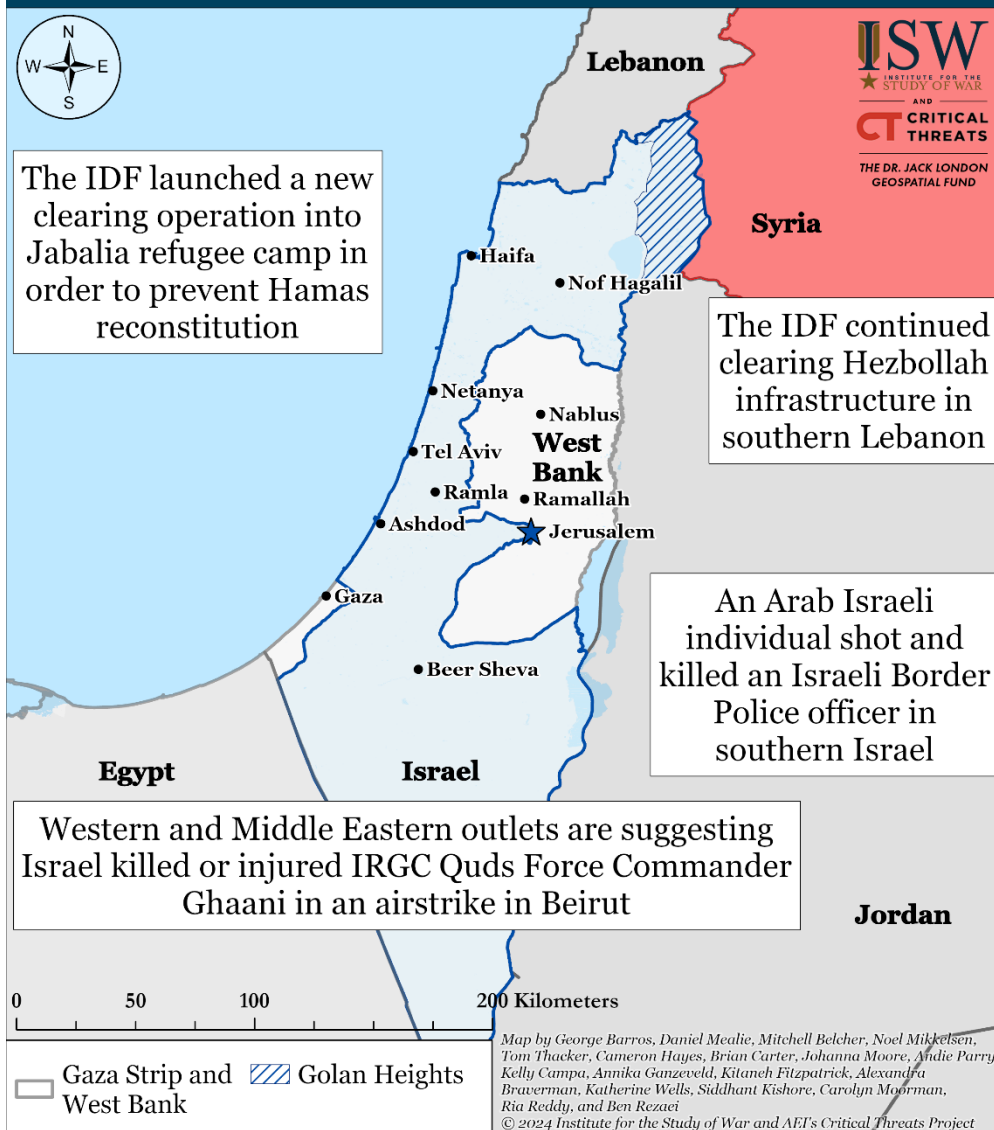 N
W
E
S
Lebanon
ISW
INSTITUTE FOR THE
STUDY OF WAR
AND
CT CRITICAL
THREATS
THE DR. JACK LONDON
GEOSPATIAL FUND
The IDF launched a new
clearing operation into
Jabalia refugee camp in
order to prevent Hamas
reconstitution
Syria
Haifa
Nof Hagalil
The IDF continued
clearing Hezbollah
infrastructure in
southern Lebanon
Netanya
Nablus
West
Bank
Tel Aviv
Ramla
Ramallah
Ashdod
Jerusalem
Gaza
An Arab Israeli
individual shot and
killed an Israeli Border
Police officer in
southern Israel
Beer Sheva
Egypt
Israel
Western and Middle Eastern outlets are suggesting
Israel killed or injured IRGC Quds Force Commander
Ghaani in an airstrike in Beirut
Jordan
0 50 100 200 Kilometers
Gaza Strip and
West Bank
Golan Heights
Map by George Barros, Daniel Mealie, Mitchell Belcher, Noel Mikkelsen,
Tom Thacker, Cameron Hayes, Brian Carter, Johanna Moore, Andie Parry,
Kelly Campa, Annika Ganzeveld, Kitaneh Fitzpatrick, Alexandra
Braverman, Katherine Wells, Siddhant Kishore, Carolyn Moorman,
Ria Reddy, and Ben Rezaei
© 2024 Institute for the Study of War and AEI's Critical Threats Project